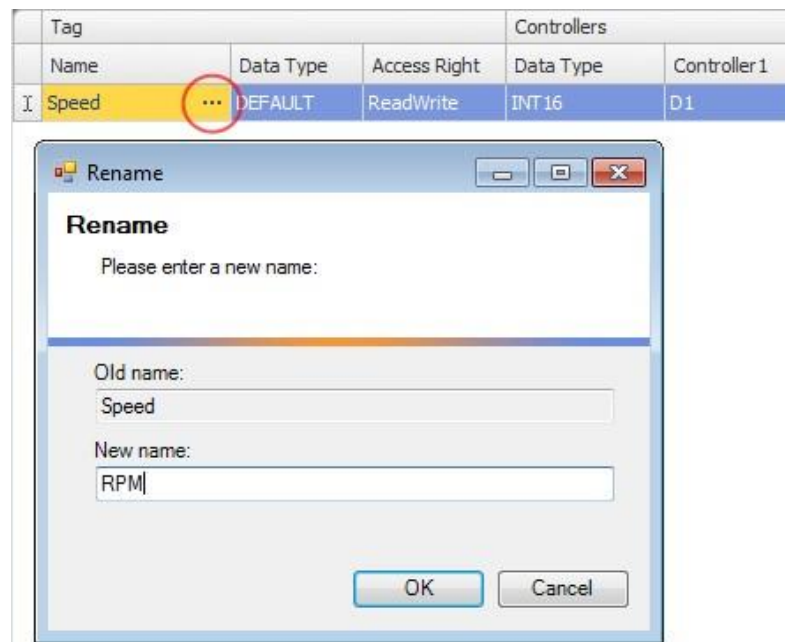 Tag Controllers
Name Data Type Access Right Data Type Controller1
Speed ... DEFAULT ReadWrite INT16 D1
Rename
Rename
Please enter a new name:
Old name:
Speed
New name:
RPM
OK Cancel